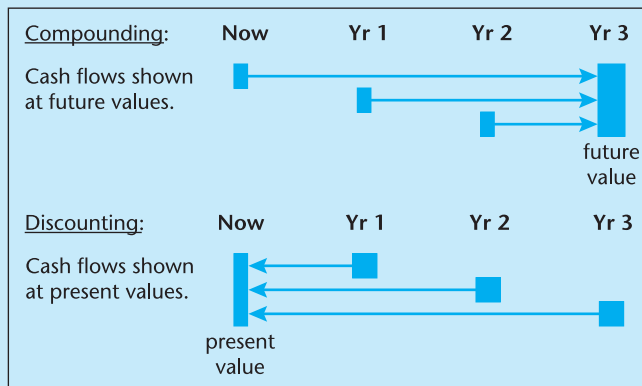 Compounding: Now Yr 1 Yr 2 Yr 3
Cash flows shown
at future values.
future
value
Discounting: Now Yr 1 Yr 2 Yr 3
Cash flows shown
at present values.
present
value